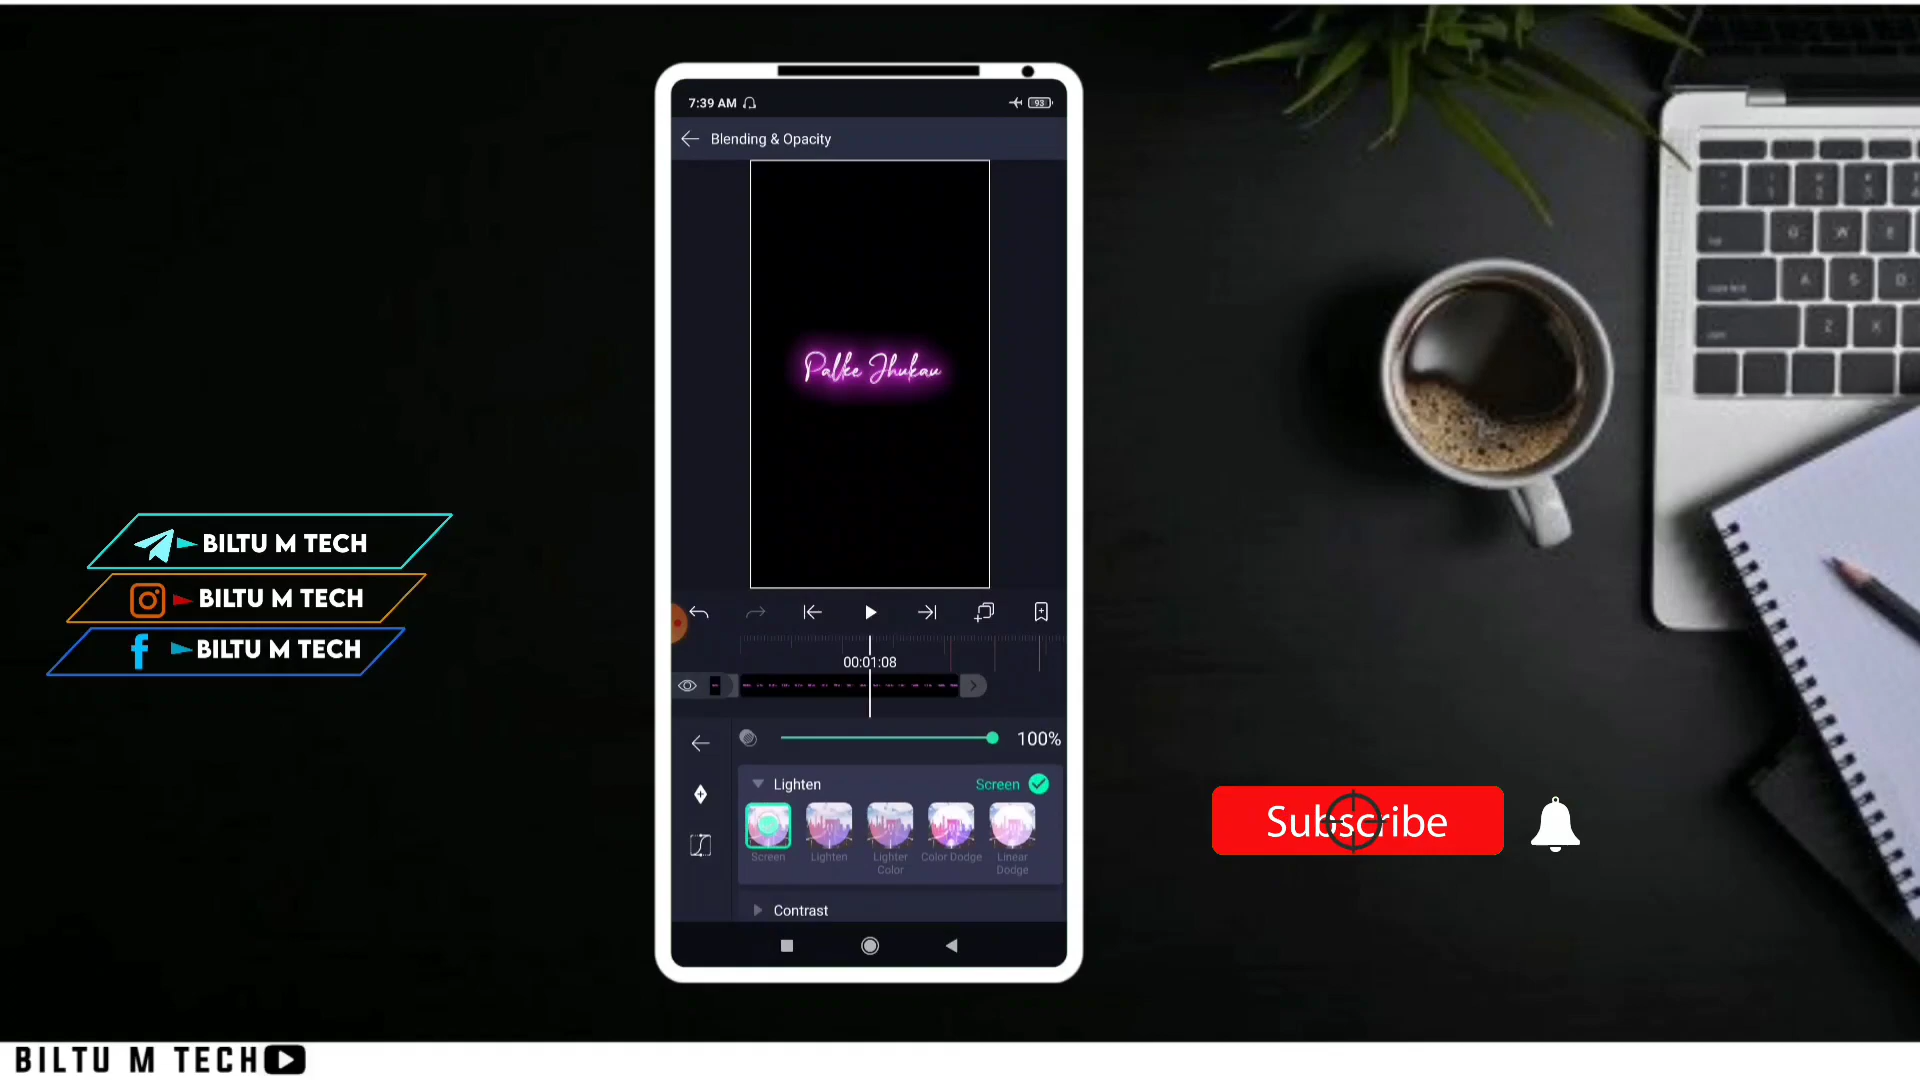 7:39 AM 93
Blending & Opacity
Palke Jhukau
BILTU M TECH
BILTU M TECH
BILTU M TECH
00:01:08
100%
Lighten Screen
Screen Lighten Lighter Color Color Dodge Linear Dodge
Contrast
Subscribe
BILTU M TECH